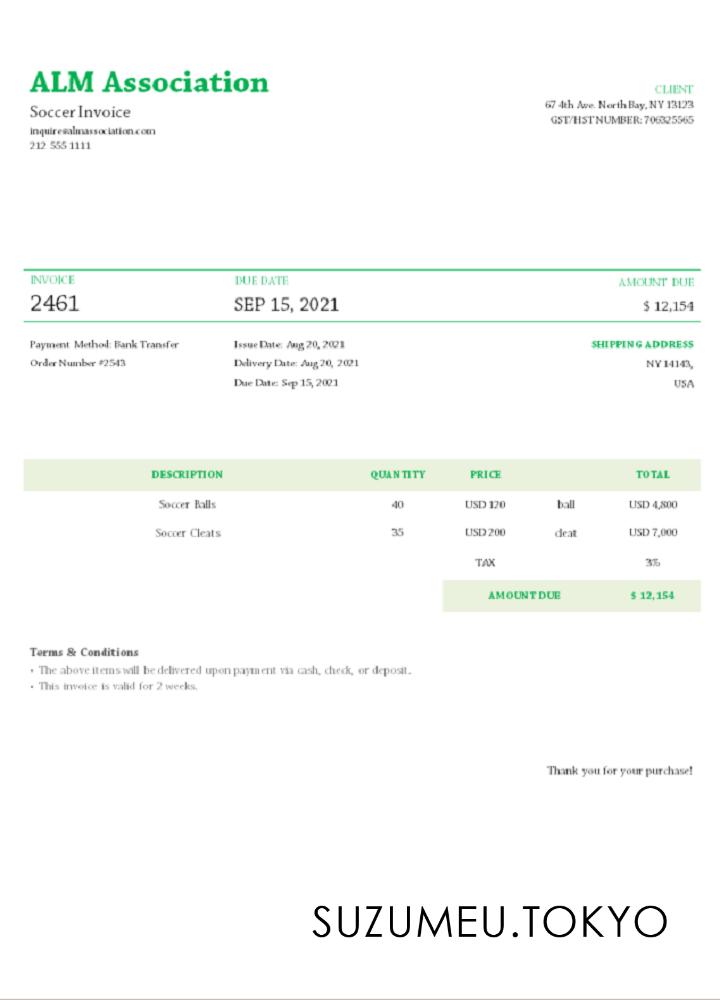 ALM Association
Soccer Invoice
inquire@almassociation.com
212 555 1111
CLIENT
67 4th Ave. North Bay, NY 13123
GST/HST NUMBER: 706325565
INVOICE DUE DATE AMOUNT DUE
2461 SEP 15, 2021 $ 12,154
Payment Method: Bank Transfer Issue Date: Aug 20, 2021 SHIPPING ADDRESS
Order Number #2543 Delivery Date: Aug 20, 2021 NY 14143,
Due Date: Sep 15, 2021 USA
DESCRIPTION QUANTITY PRICE TOTAL
Soccer Balls 40 USD 120 ball USD 4,800
Soccer Cleats 35 USD 200 cleat USD 7,000
TAX 3%
AMOUNT DUE $ 12,154
Terms & Conditions
• The above items will be delivered upon payment via cash, check, or deposit.
• This invoice is valid for 2 weeks.
Thank you for your purchase!
SUZUMEU.TOKYO